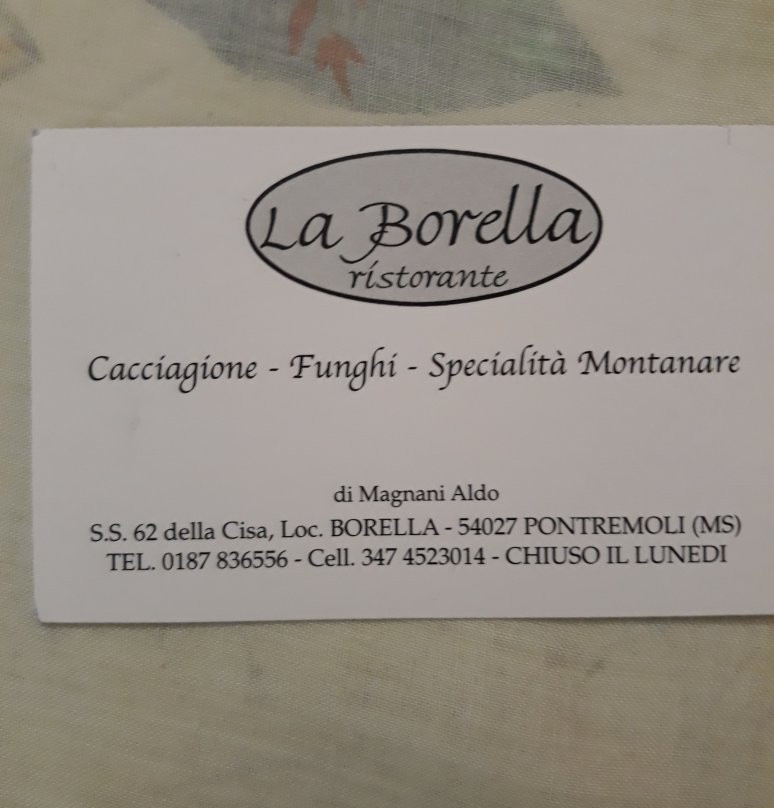 La Borella
ristorante
Cacciagione - Funghi - Specialità Montanare
di Magnani Aldo
S.S. 62 della Cisa, Loc. BORELLA - 54027 PONTREMOLI (MS)
TEL. 0187 836556 - Cell. 347 4523014 - CHIUSO IL LUNEDI